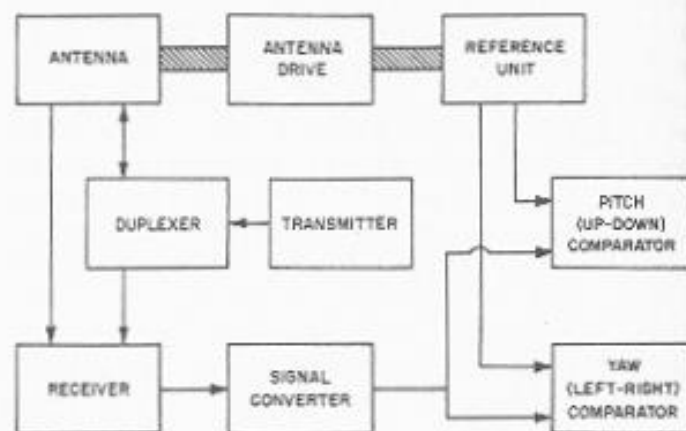 ANTENNA
ANTENNA
DRIVE
REFERENCE
UNIT
DUPLEXER
TRANSMITTER
PITCH
(UP-DOWN)
COMPARATOR
RECEIVER
SIGNAL
CONVERTER
YAW
(LEFT-RIGHT)
COMPARATOR